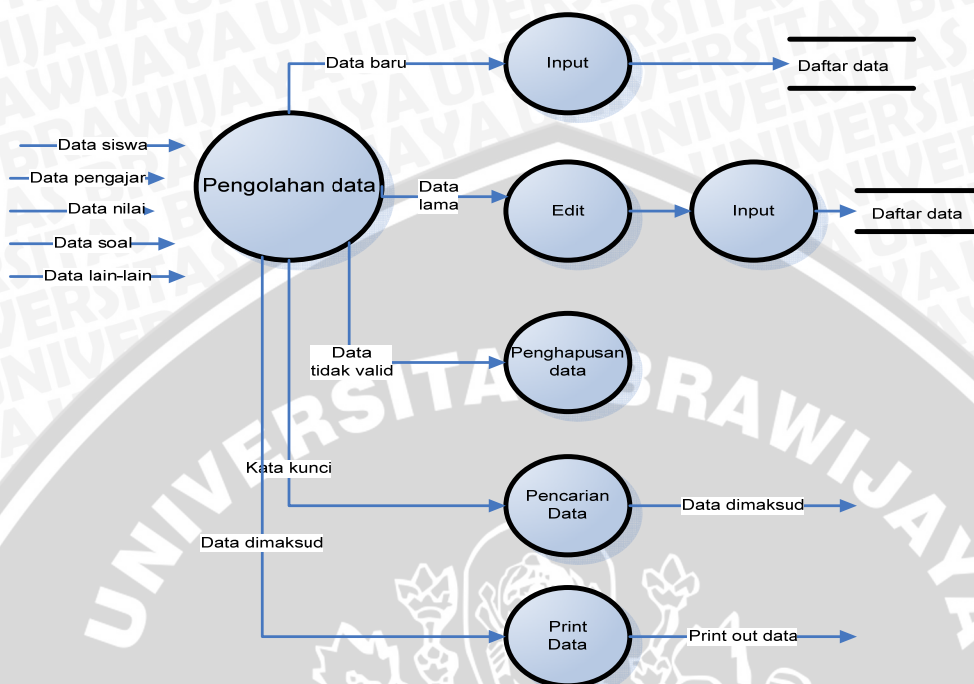 Data baru
Input
Daftar data
Data siswa
Data pengajar
Data nilai
Data soal
Data lain-lain
Pengolahan data
Data
lama
Edit
Input
Daftar data
Data
tidak valid
Penghapusan
data
Kata kunci
Pencarian
Data
Data dimaksud
Data dimaksud
Print
Data
Print out data
UNIVERSITAS BRAWIJAYA